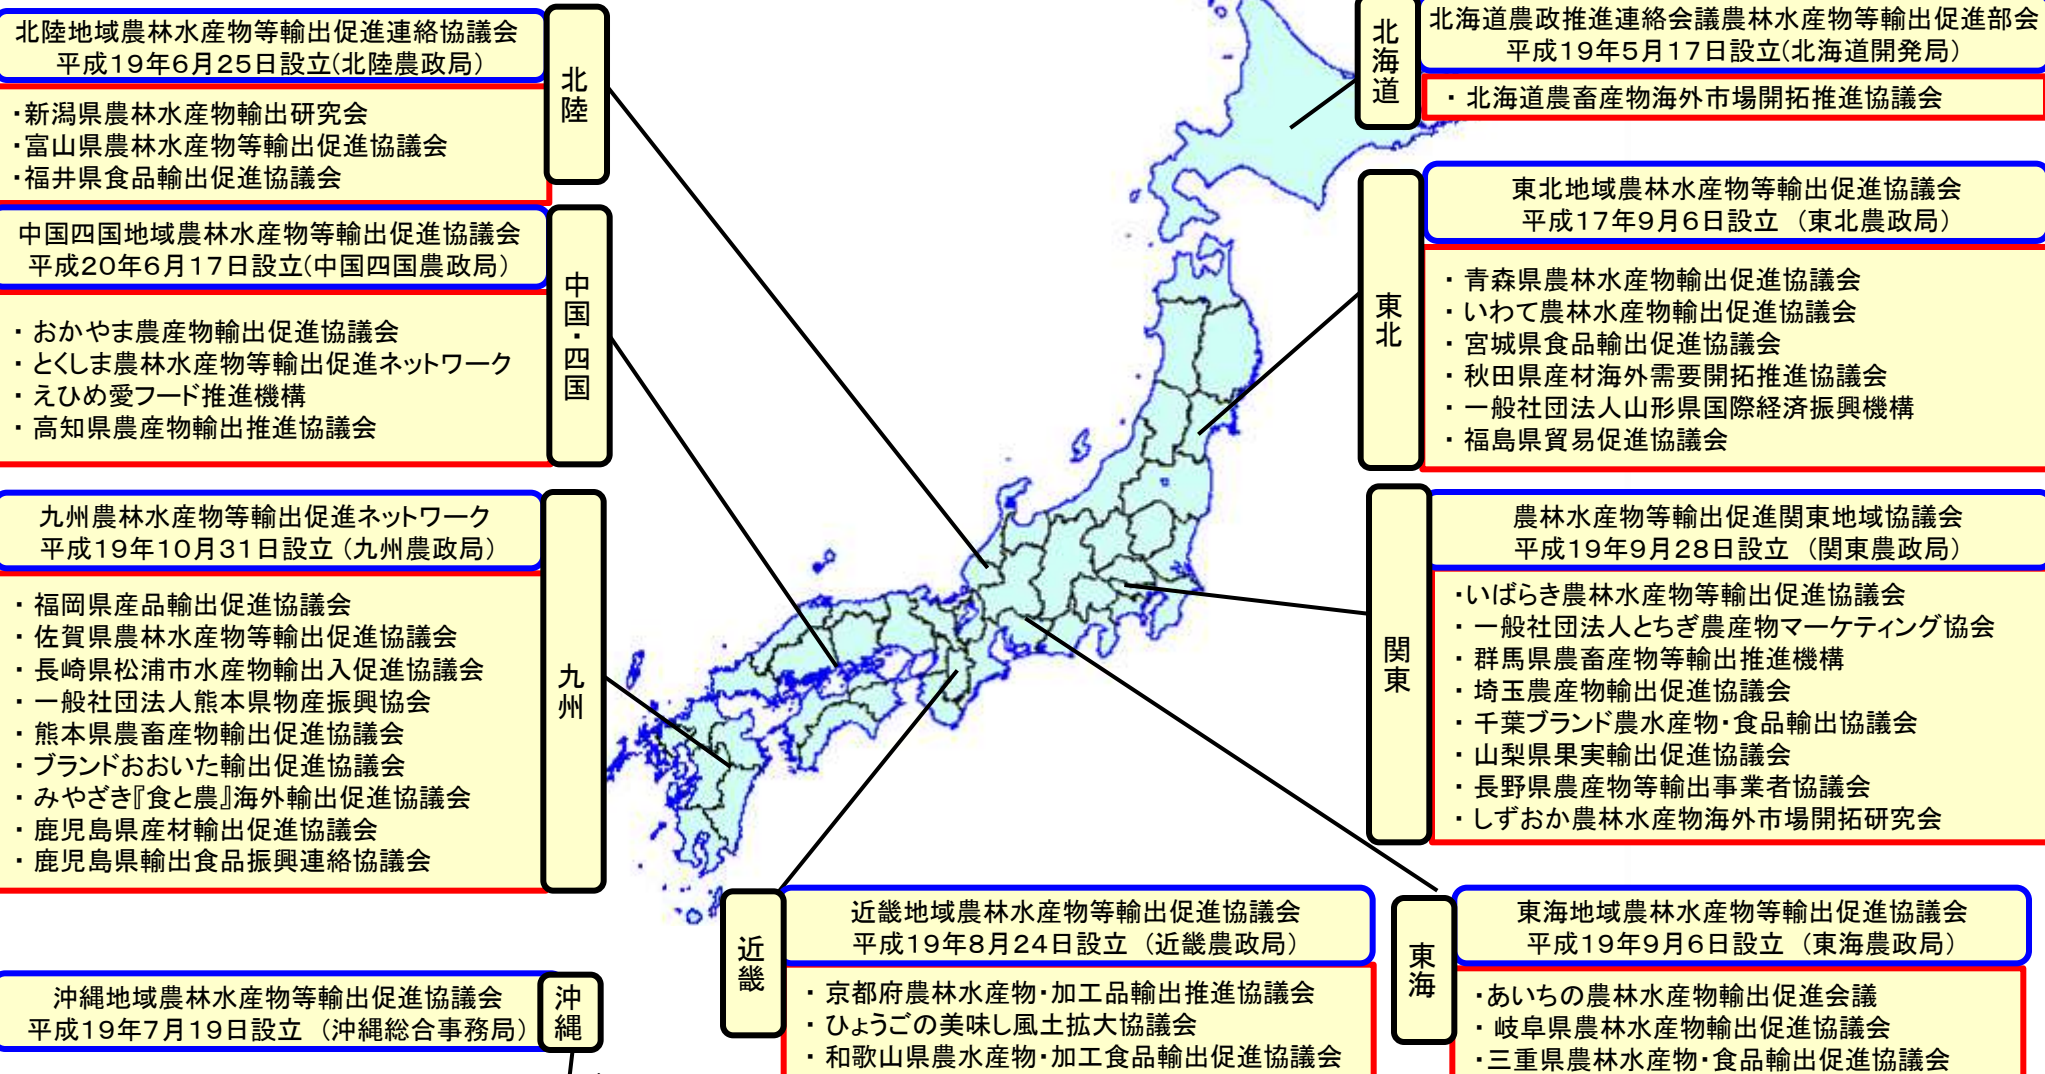 北陸地域農林水産物等輸出促進連絡協議会
平成19年6月25日設立(北陸農政局)
北陸
・新潟県農林水産物輸出研究会
・富山県農林水産物等輸出促進協議会
・福井県食品輸出促進協議会
中国四国地域農林水産物等輸出促進協議会
平成20年6月17日設立(中国四国農政局)
中国・四国
・おかやま農産物輸出促進協議会
・とくしま農林水産物等輸出促進ネットワーク
・えひめ愛フード推進機構
・高知県農産物輸出推進協議会
九州農林水産物等輸出促進ネットワーク
平成19年10月31日設立(九州農政局)
九州
・福岡県産品輸出促進協議会
・佐賀県農林水産物等輸出促進協議会
・長崎県松浦市水産物輸出入促進協議会
・一般社団法人熊本県物産振興協会
・熊本県農畜産物輸出促進協議会
・ブランドおおいた輸出促進協議会
・みやざき『食と農』海外輸出促進協議会
・鹿児島県産材輸出促進協議会
・鹿児島県輸出食品振興連絡協議会
沖縄地域農林水産物等輸出促進協議会
平成19年7月19日設立 (沖縄総合事務局)
沖縄
北海道
北海道農政推進連絡会議農林水産物等輸出促進部会
平成19年5月17日設立(北海道開発局)
・北海道農畜産物海外市場開拓推進協議会
東北
東北地域農林水産物等輸出促進協議会
平成17年9月6日設立 (東北農政局)
・青森県農林水産物輸出促進協議会
・いわて農林水産物輸出促進協議会
・宮城県食品輸出促進協議会
・秋田県産材海外需要開拓推進協議会
・一般社団法人山形県国際経済振興機構
・福島県貿易促進協議会
関東
農林水産物等輸出促進関東地域協議会
平成19年9月28日設立 (関東農政局)
・いばらき農林水産物等輸出促進協議会
・一般社団法人とちぎ農産物マーケティング協会
・群馬県農畜産物等輸出推進機構
・埼玉農産物輸出促進協議会
・千葉ブランド農水産物・食品輸出協議会
・山梨県果実輸出促進協議会
・長野県農産物等輸出事業者協議会
・しずおか農林水産物海外市場開拓研究会
近畿
近畿地域農林水産物等輸出促進協議会
平成19年8月24日設立 (近畿農政局)
・京都府農林水産物・加工品輸出推進協議会
・ひょうごの美味し風土拡大協議会
・和歌山県農水産物・加工食品輸出促進協議会
東海
東海地域農林水産物等輸出促進協議会
平成19年9月6日設立 (東海農政局)
・あいちの農林水産物輸出促進会議
・岐阜県農林水産物輸出促進協議会
・三重県農林水産物・食品輸出促進協議会